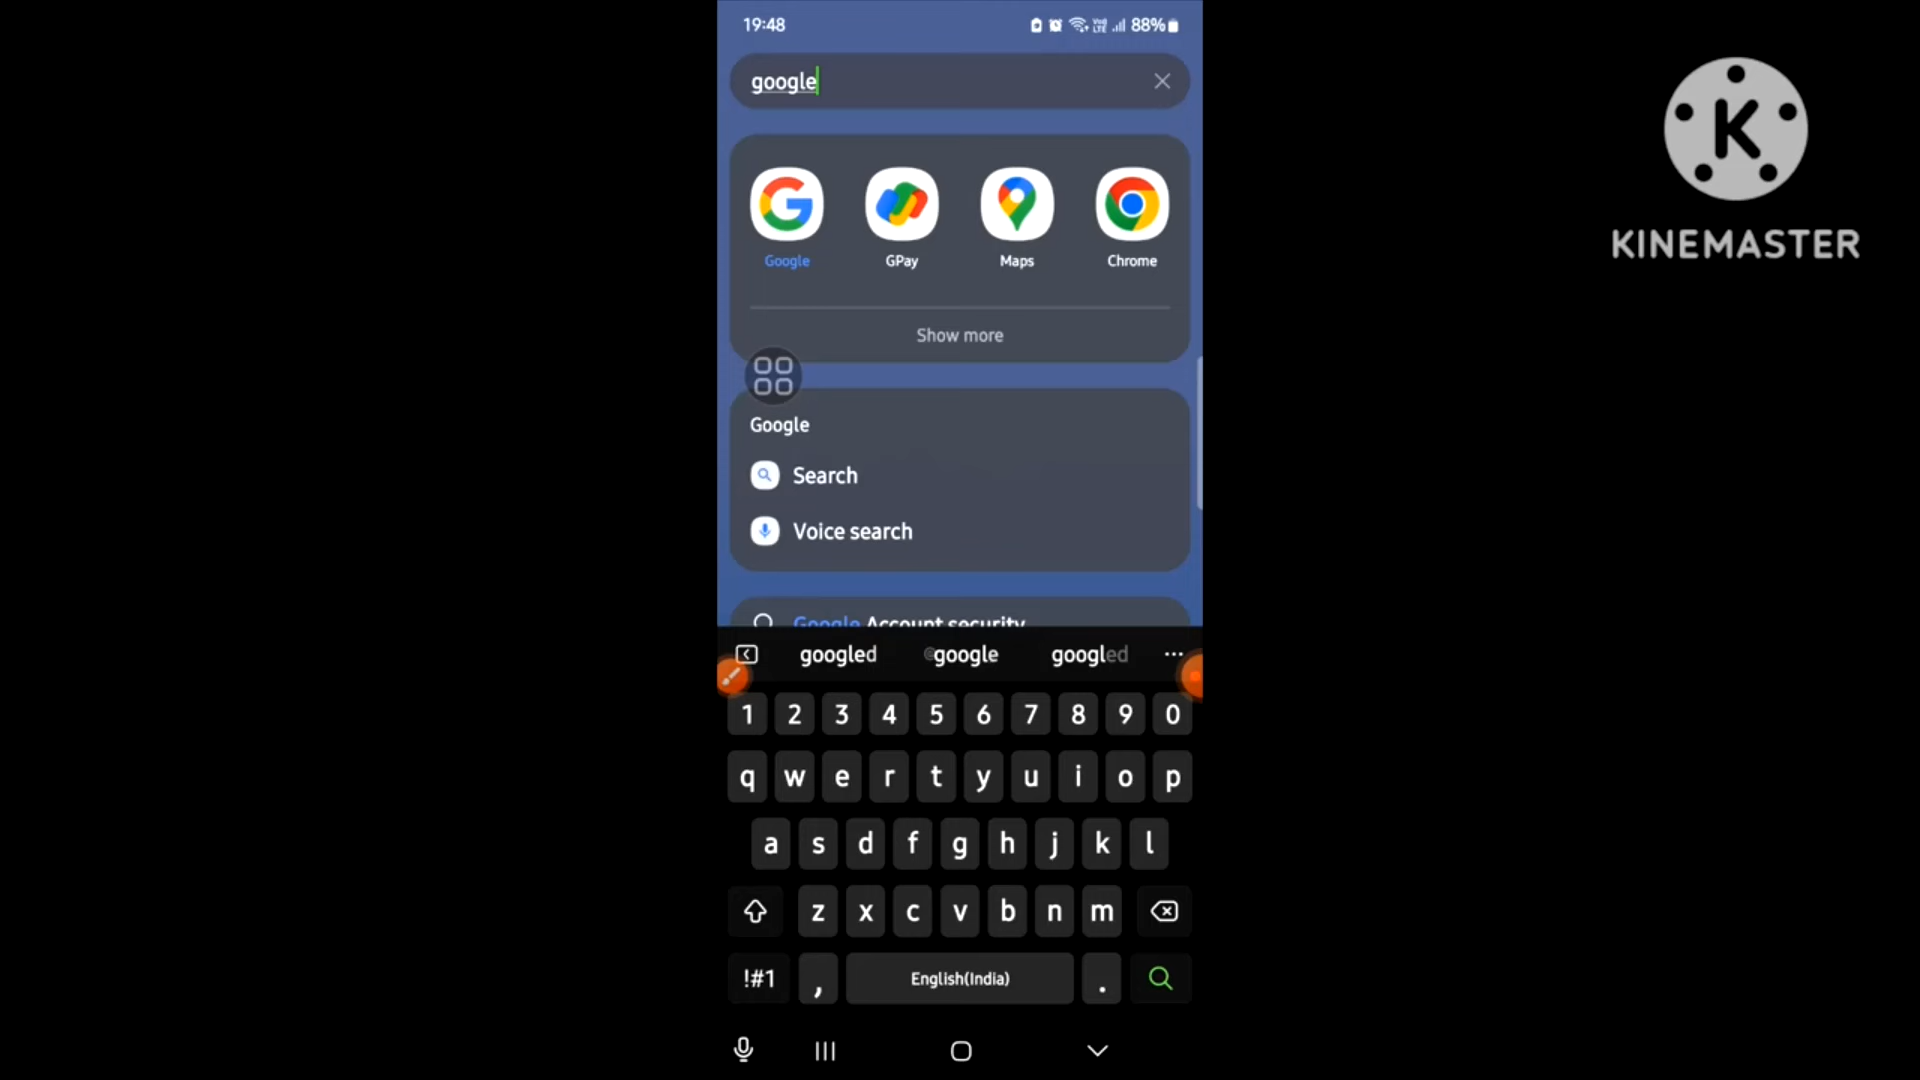 19:48
88%
google
Google
GPay
Maps
Chrome
Show more
Google
Search
Voice search
Google Account security
googled
@google
googled
...
1 2 3 4 5 6 7 8 9 0
q w e r t y u i o p
a s d f g h j k l
z x c v b n m
!#1
,
English(India)
.
K
KINEMASTER